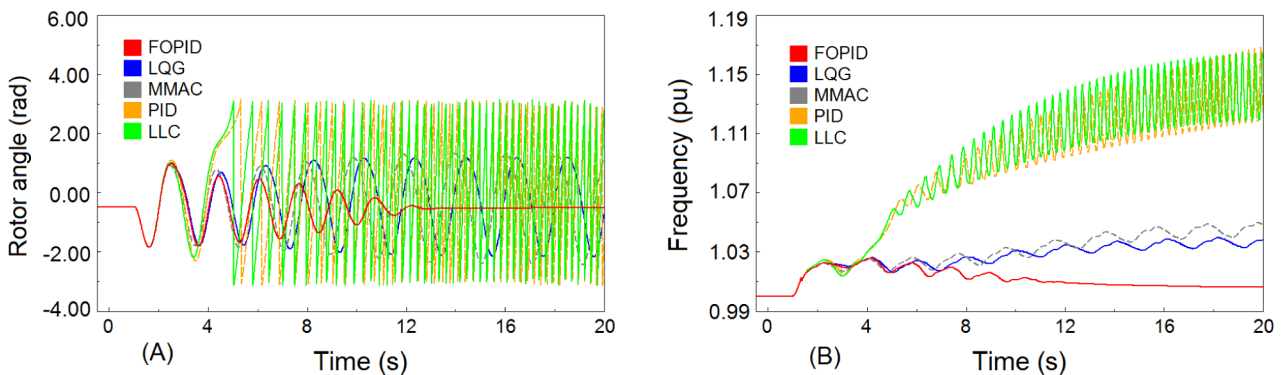 Rotor angle (rad)
6.00
4.00
2.00
0.00
-2.00
-4.00
FOPID
LQG
MMAC
PID
LLC
0 4 8 12 16 20
(A) Time (s)
Frequency (pu)
1.19
1.15
1.11
1.07
1.03
0.99
FOPID
LQG
MMAC
PID
LLC
0 4 8 12 16 20
(B) Time (s)